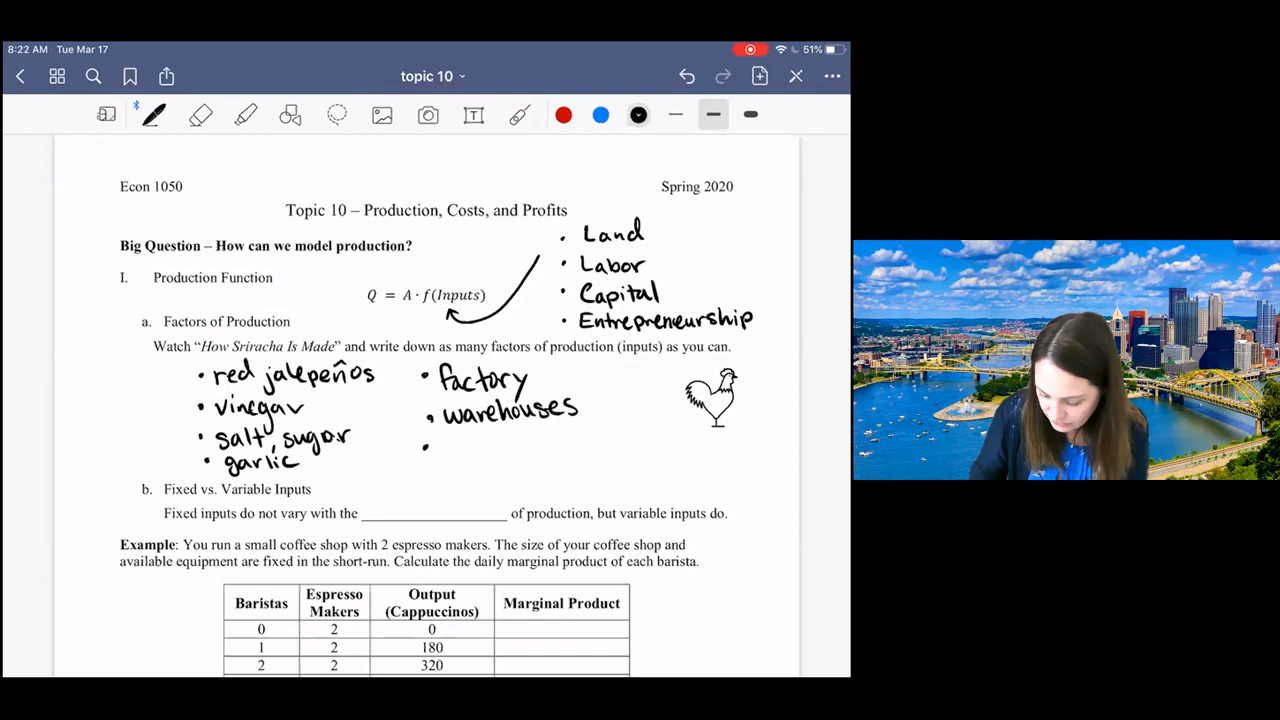 8:22 AM Tue Mar 17
51%
topic 10
Econ 1050
Spring 2020
Topic 10 – Production, Costs, and Profits
• Land
Big Question – How can we model production?
• Labor
I. Production Function
Q = A · f(Inputs)
• Capital
a. Factors of Production
• Entrepreneurship
Watch “How Sriracha Is Made” and write down as many factors of production (inputs) as you can.
• red jalepeños
• factory
• vinegar
• warehouses
• salt, sugar
•
• garlic
b. Fixed vs. Variable Inputs
Fixed inputs do not vary with the ________________ of production, but variable inputs do.
Example: You run a small coffee shop with 2 espresso makers. The size of your coffee shop and
available equipment are fixed in the short-run. Calculate the daily marginal product of each barista.
Baristas Espresso Makers Output (Cappuccinos) Marginal Product
0 2 0
1 2 180
2 2 320